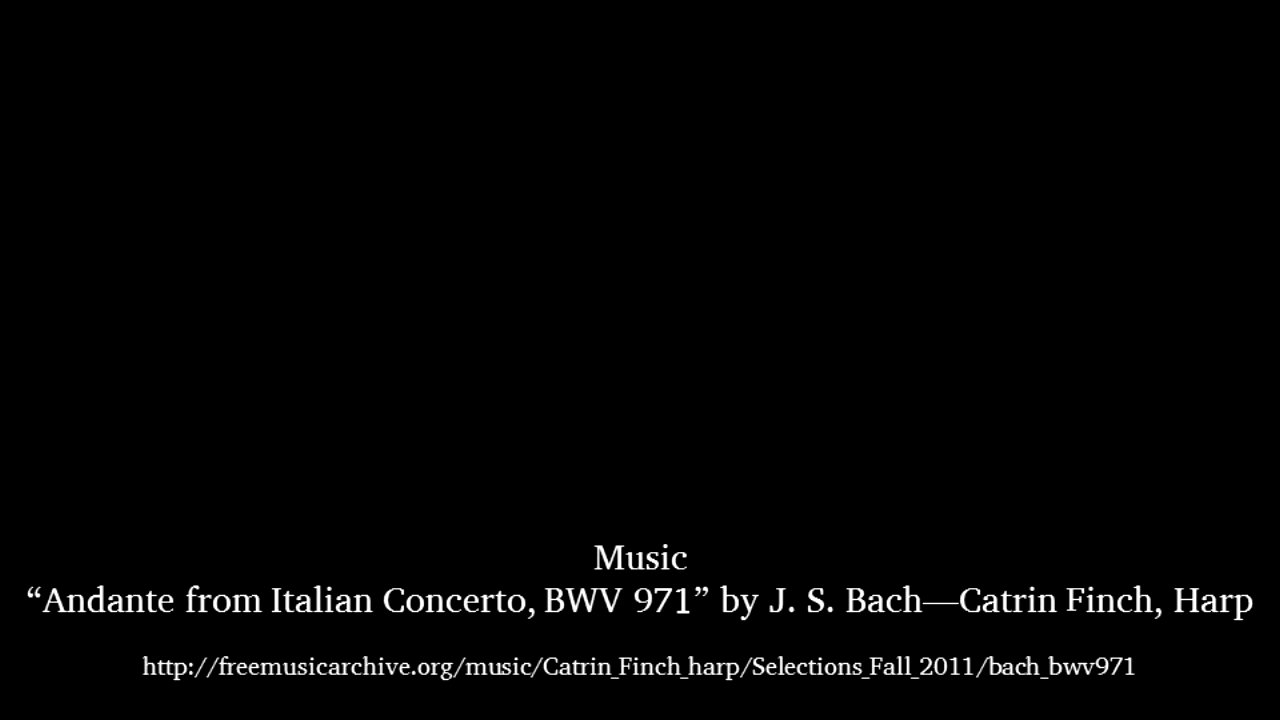 Music
“Andante from Italian Concerto, BWV 971” by J. S. Bach—Catrin Finch, Harp
http://freemusicarchive.org/music/Catrin_Finch_harp/Selections_Fall_2011/bach_bwv971